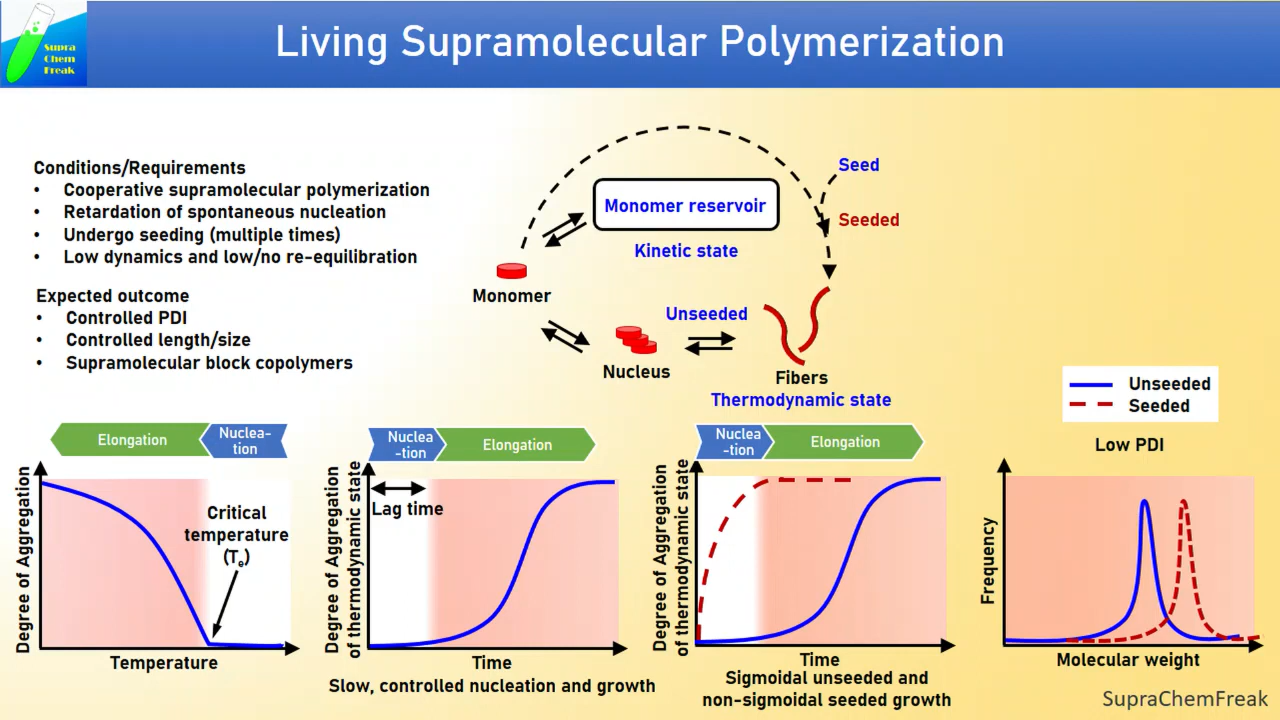 Supra
Chem
Freak
Living Supramolecular Polymerization
Conditions/Requirements
• Cooperative supramolecular polymerization
• Retardation of spontaneous nucleation
• Undergo seeding (multiple times)
• Low dynamics and low/no re-equilibration
Expected outcome
• Controlled PDI
• Controlled length/size
• Supramolecular block copolymers
Seed
Monomer reservoir
Seeded
Kinetic state
Monomer
Unseeded
Nucleus
Fibers
Thermodynamic state
Unseeded
Seeded
Low PDI
Elongation
Nuclea-
tion
Degree of Aggregation
Critical
temperature
(Te)
Temperature
Nuclea
-tion
Elongation
Degree of Aggregation
of thermodynamic state
Lag time
Time
Slow, controlled nucleation and growth
Nuclea
-tion
Elongation
Degree of Aggregation
of thermodynamic state
Time
Sigmoidal unseeded and
non-sigmoidal seeded growth
Frequency
Molecular weight
SupraChemFreak